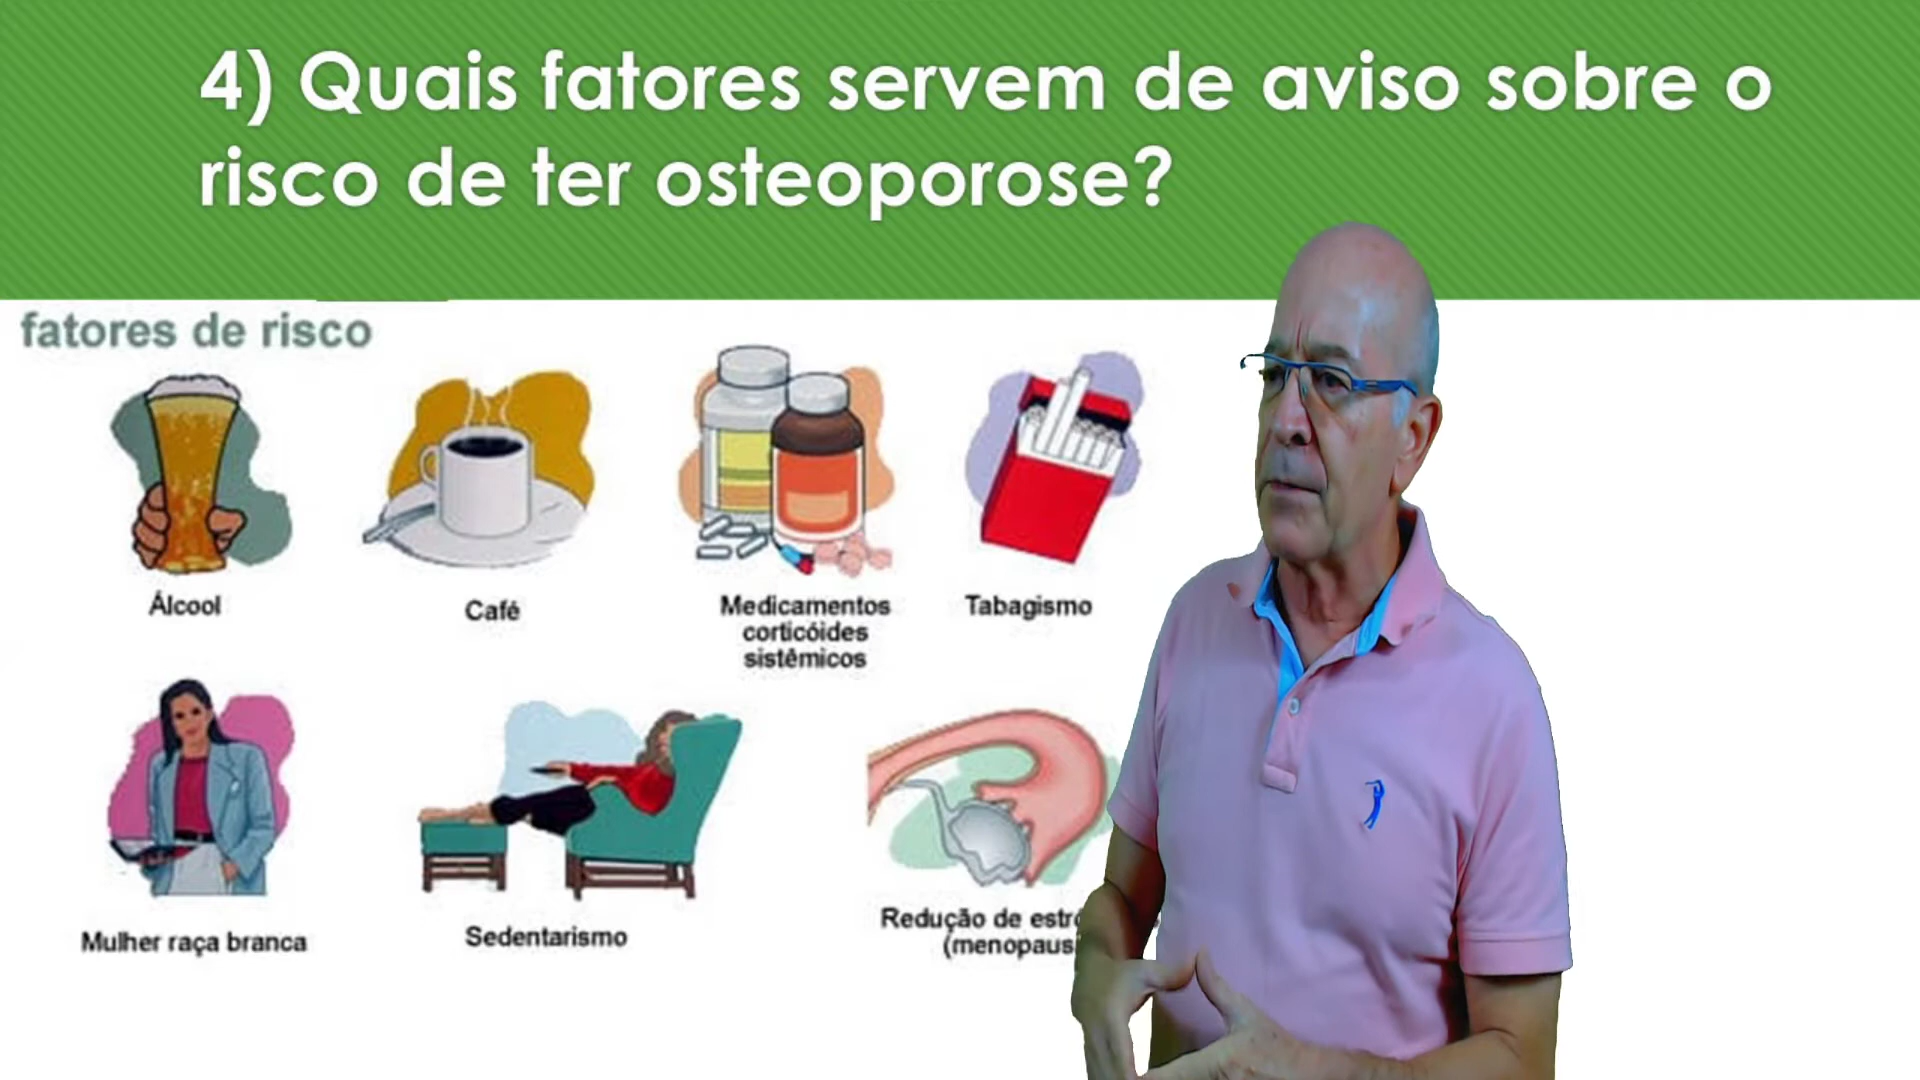 4) Quais fatores servem de aviso sobre o
risco de ter osteoporose?
fatores de risco
Álcool
Café
Medicamentos
corticóides
sistêmicos
Tabagismo
Mulher raça branca
Sedentarismo
Redução de